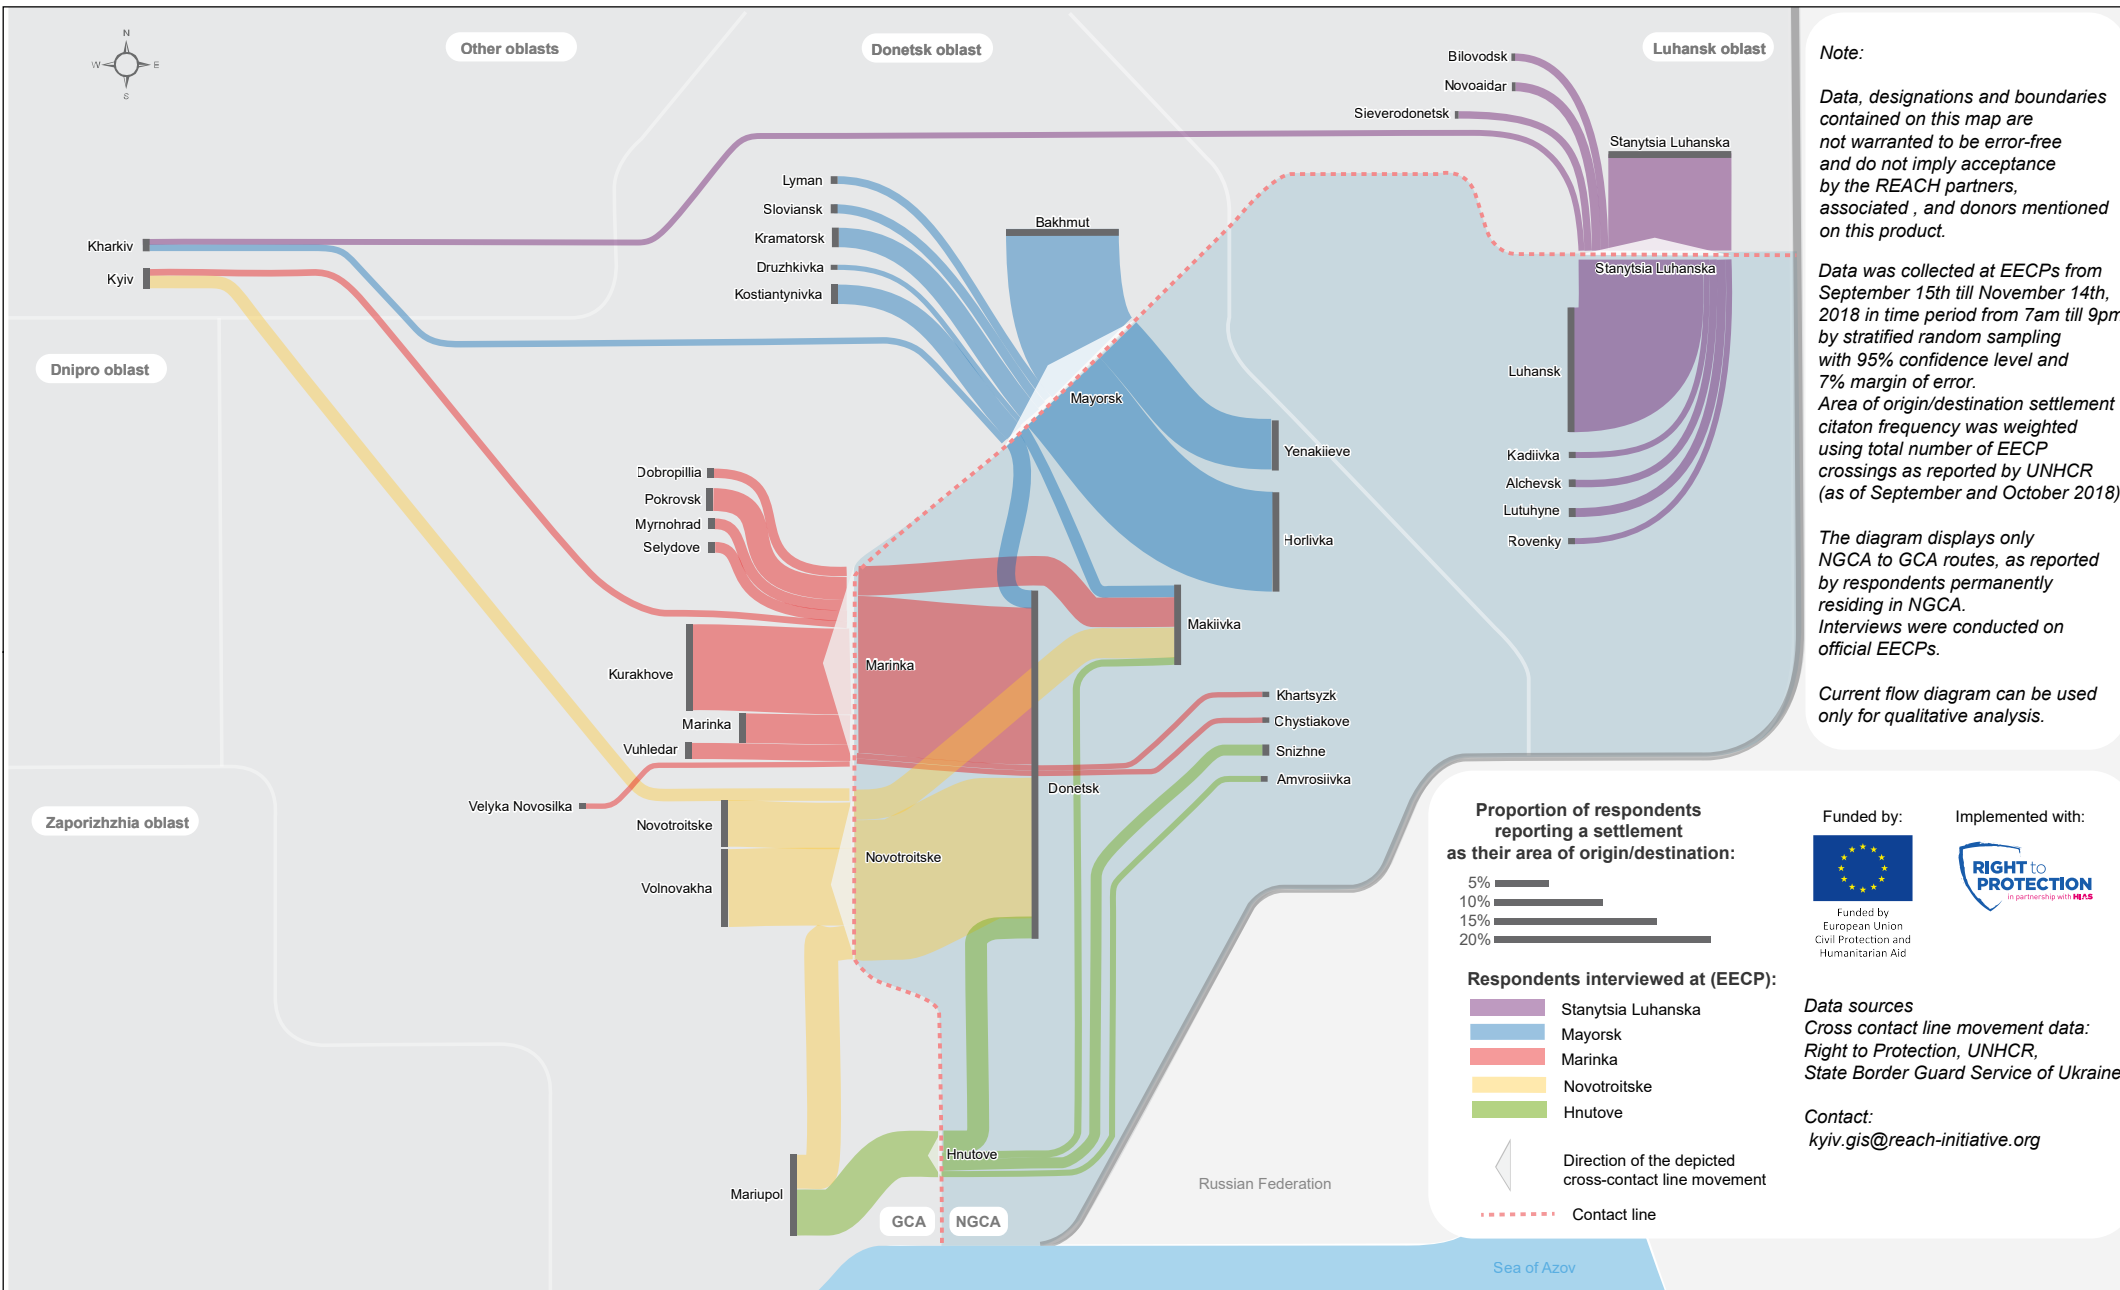 N
W
E
S
Other oblasts
Donetsk oblast
Luhansk oblast
Dnipro oblast
Zaporizhzhia oblast
Bilovodsk
Novoaidar
Sieverodonetsk
Stanytsia Luhanska
Stanytsia Luhanska
Lyman
Sloviansk
Kramatorsk
Druzhkivka
Kostiantynivka
Bakhmut
Kharkiv
Kyiv
Mayorsk
Luhansk
Kadiivka
Alchevsk
Lutuhyne
Rovenky
Yenakiieve
Horlivka
Dobropillia
Pokrovsk
Myrnohrad
Selydove
Makiivka
Kurakhove
Marinka
Marinka
Vuhledar
Khartsyzk
Chystiakove
Snizhne
Amvrosiivka
Velyka Novosilka
Donetsk
Novotroitske
Novotroitske
Volnovakha
Hnutove
Mariupol
GCA
NGCA
Russian Federation
Sea of Azov
Note:
Data, designations and boundaries
contained on this map are
not warranted to be error-free
and do not imply acceptance
by the REACH partners,
associated , and donors mentioned
on this product.
Data was collected at EECPs from
September 15th till November 14th,
2018 in time period from 7am till 9pm
by stratified random sampling
with 95% confidence level and
7% margin of error.
Area of origin/destination settlement
citaton frequency was weighted
using total number of EECP
crossings as reported by UNHCR
(as of September and October 2018)
The diagram displays only
NGCA to GCA routes, as reported
by respondents permanently
residing in NGCA.
Interviews were conducted on
official EECPs.
Current flow diagram can be used
only for qualitative analysis.
Proportion of respondents
reporting a settlement
as their area of origin/destination:
5%
10%
15%
20%
Respondents interviewed at (EECP):
Stanytsia Luhanska
Mayorsk
Marinka
Novotroitske
Hnutove
Direction of the depicted
cross-contact line movement
Contact line
Funded by:
Funded by
European Union
Civil Protection and
Humanitarian Aid
Implemented with:
RIGHT to
PROTECTION
in partnership with HIAS
Data sources
Cross contact line movement data:
Right to Protection, UNHCR,
State Border Guard Service of Ukraine
Contact:
kyiv.gis@reach-initiative.org